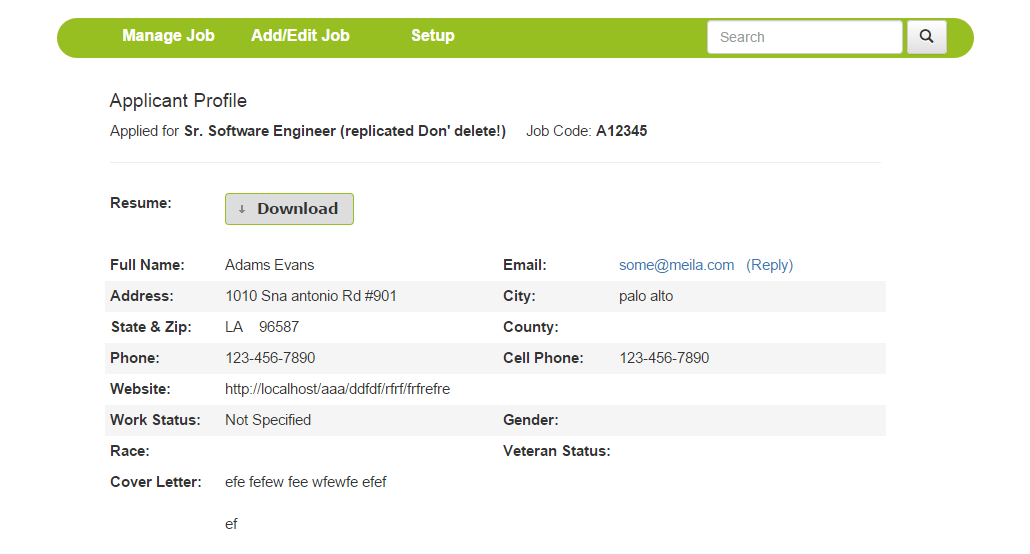 Manage Job Add/Edit Job Setup Search
Applicant Profile
Applied for Sr. Software Engineer (replicated Don' delete!) Job Code: A12345
Resume: Download
Full Name: Adams Evans Email: some@meila.com (Reply)
Address: 1010 Sna antonio Rd #901 City: palo alto
State & Zip: LA 96587 County:
Phone: 123-456-7890 Cell Phone: 123-456-7890
Website: http://localhost/aaa/ddfdf/rfrf/frfrefre
Work Status: Not Specified Gender:
Race: Veteran Status:
Cover Letter: efe fefew fee wfewfe efef
ef